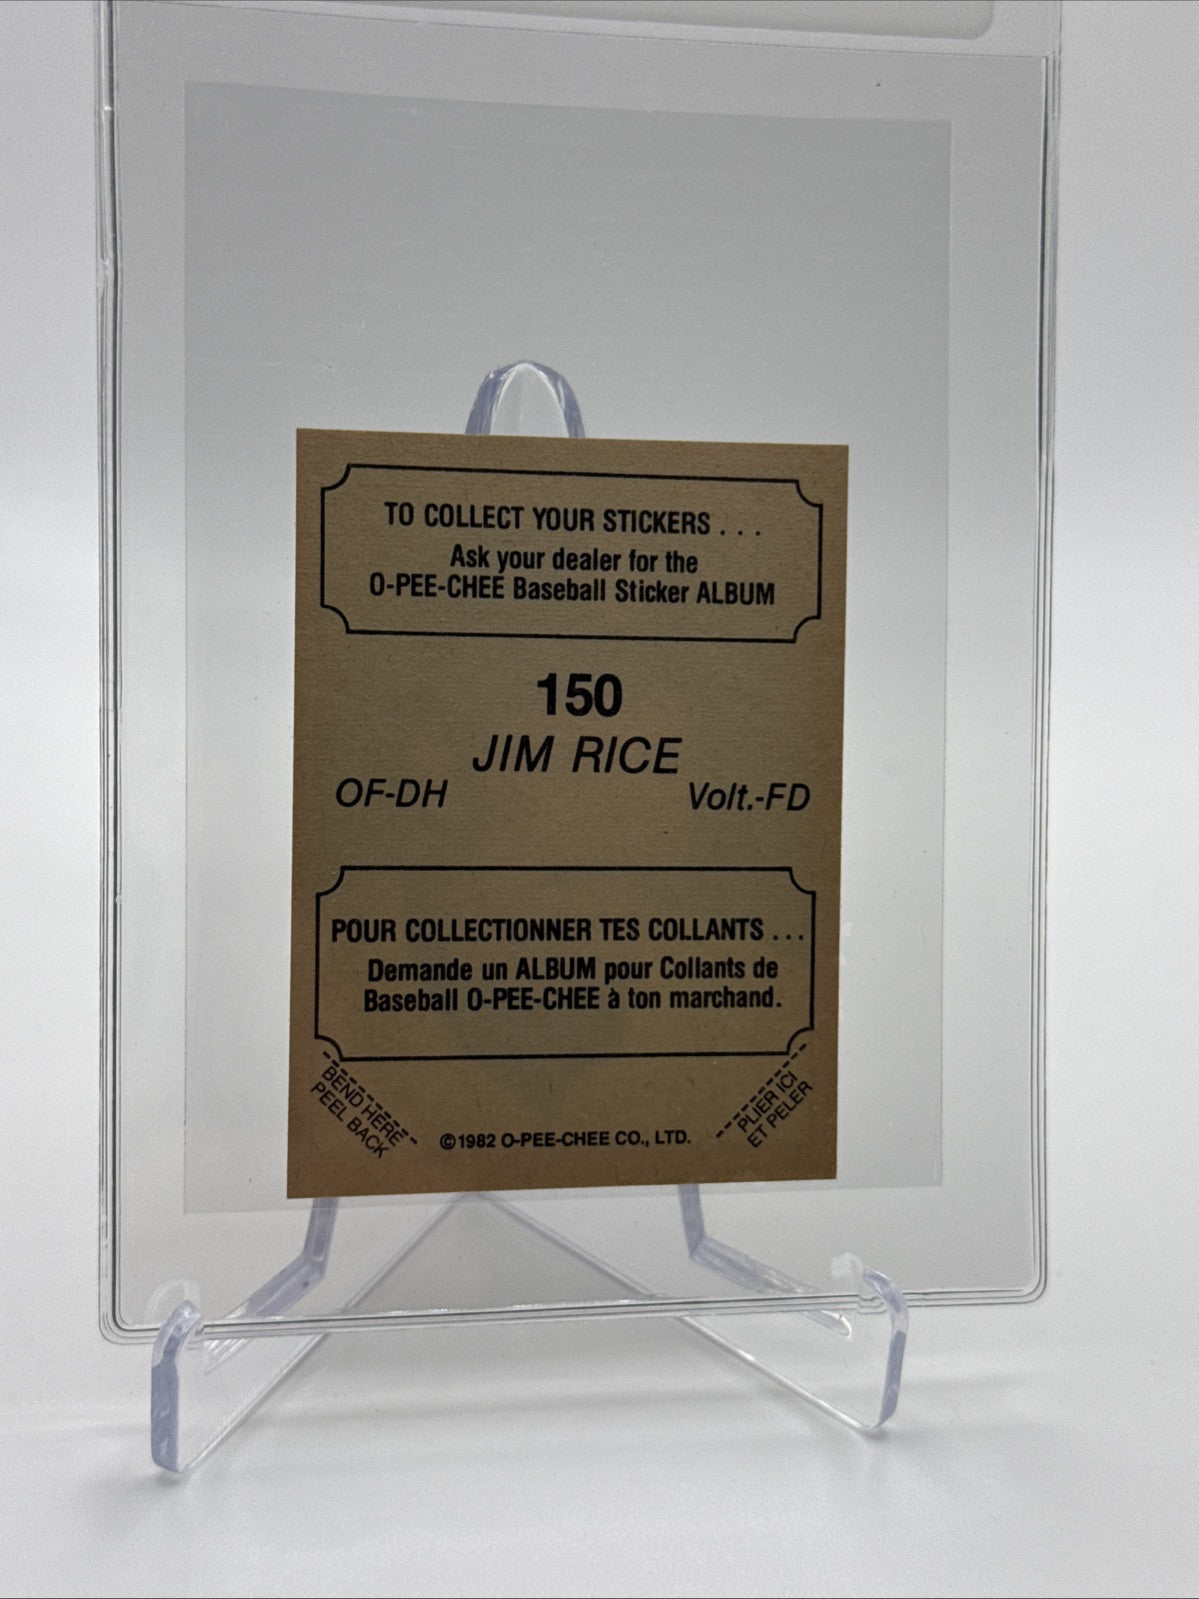 TO COLLECT YOUR STICKERS . . .
Ask your dealer for the
O-PEE-CHEE Baseball Sticker ALBUM
150
JIM RICE
OF-DH Volt.-FD
POUR COLLECTIONNER TES COLLANTS . . .
Demande un ALBUM pour Collants de
Baseball O-PEE-CHEE à ton marchand.
BEND HERE
PEEL BACK
©1982 O-PEE-CHEE CO., LTD.
PLIER ICI
ET PELER